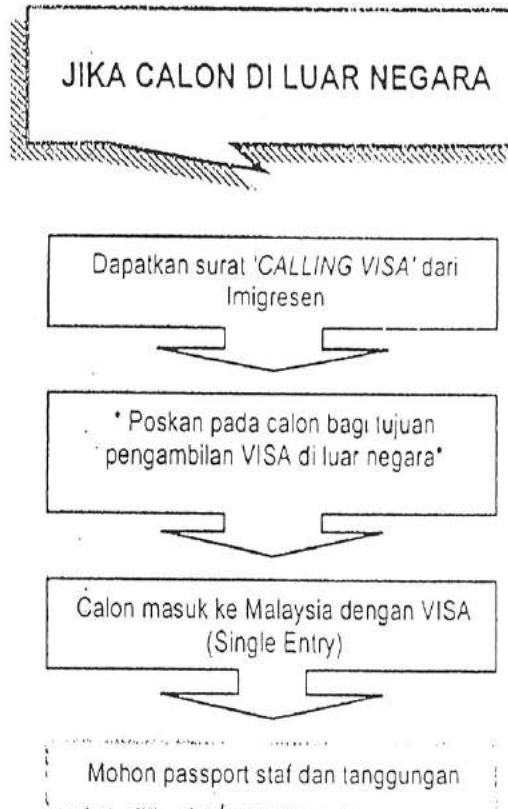 JIKA CALON DI LUAR NEGARA
Dapatkan surat 'CALLING VISA' dari
Imigresen
* Poskan pada calon bagi tujuan
pengambilan VISA di luar negara*
Calon masuk ke Malaysia dengan VISA
(Single Entry)
Mohon passport staf dan tanggungan